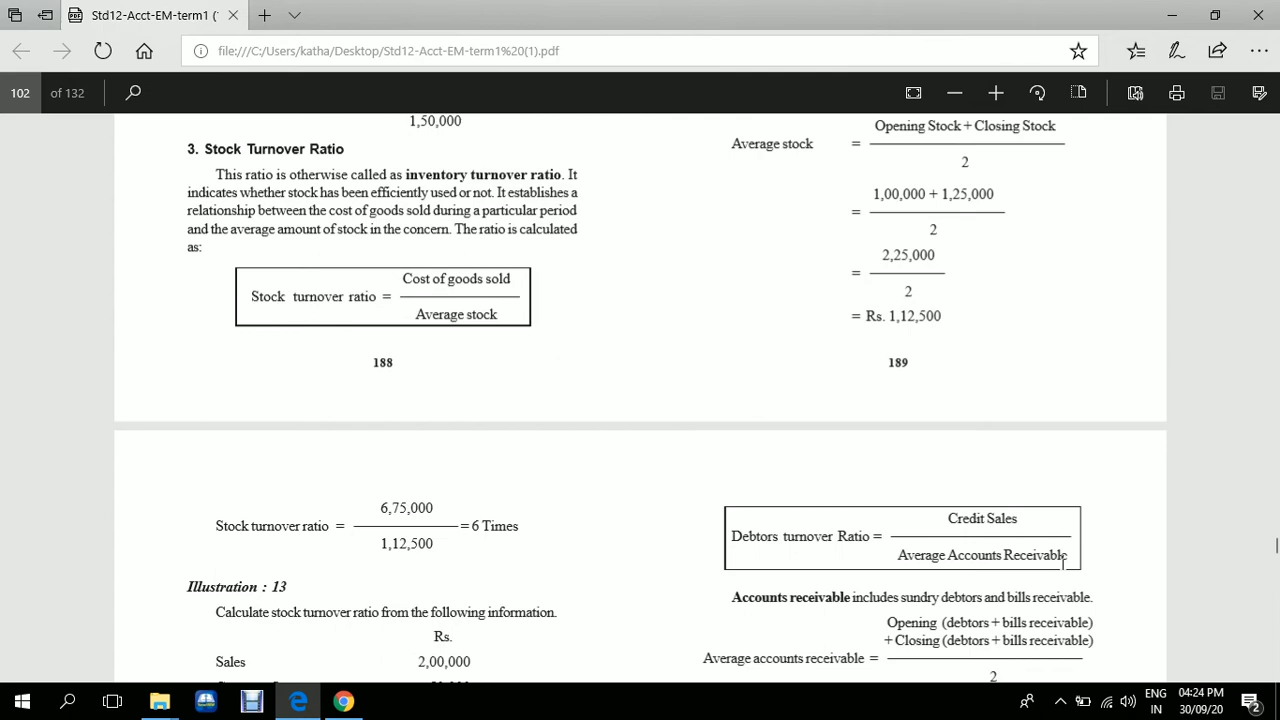 Std12-Acct-EM-term1 (
file:///C:/Users/katha/Desktop/Std12-Acct-EM-term1%20(1).pdf
102 of 132
1,50,000
3. Stock Turnover Ratio
This ratio is otherwise called as inventory turnover ratio. It
indicates whether stock has been efficiently used or not. It establishes a
relationship between the cost of goods sold during a particular period
and the average amount of stock in the concern. The ratio is calculated
as:
Cost of goods sold
Stock turnover ratio =
Average stock
188
Opening Stock + Closing Stock
Average stock =
2
1,00,000 + 1,25,000
=
2
2,25,000
=
2
= Rs. 1,12,500
189
6,75,000
Stock turnover ratio = = 6 Times
1,12,500
Illustration : 13
Calculate stock turnover ratio from the following information.
Rs.
Sales 2,00,000
Credit Sales
Debtors turnover Ratio =
Average Accounts Receivable
Accounts receivable includes sundry debtors and bills receivable.
Opening (debtors + bills receivable)
+ Closing (debtors + bills receivable)
Average accounts receivable =
2
ENG
IN
04:24 PM
30/09/20
2